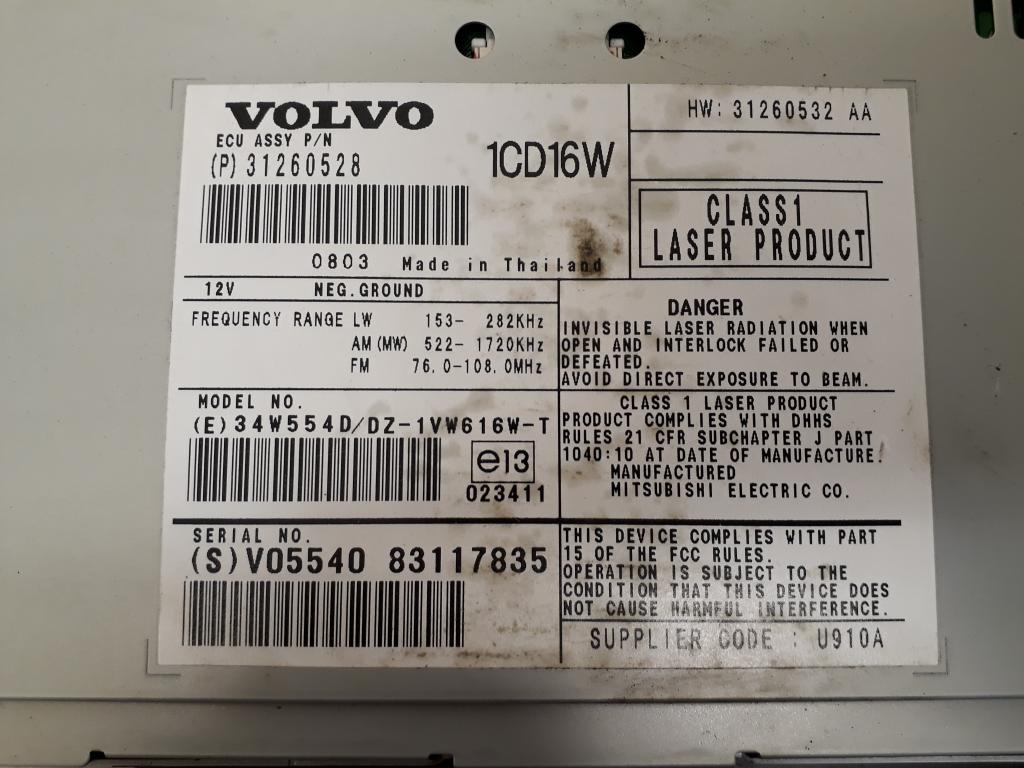 VOLVO
ECU ASSY P/N
(P) 31260528
1CD16W
0803 Made in Thailand
HW: 31260532 AA
CLASS1
LASER PRODUCT
12V NEG.GROUND
FREQUENCY RANGE LW 153- 282KHz
AM (MW) 522- 1720KHz
FM 76.0-108.0MHz
DANGER
INVISIBLE LASER RADIATION WHEN
OPEN AND INTERLOCK FAILED OR
DEFEATED.
AVOID DIRECT EXPOSURE TO BEAM.
MODEL NO.
(E) 34W554D/DZ-1VW616W-T
e13
023411
CLASS 1 LASER PRODUCT
PRODUCT COMPLIES WITH DHHS
RULES 21 CFR SUBCHAPTER J PART
1040:10 AT DATE OF MANUFACTURE.
MANUFACTURED
MITSUBISHI ELECTRIC CO.
SERIAL NO.
(S) V05540 83117835
THIS DEVICE COMPLIES WITH PART
15 OF THE FCC RULES.
OPERATION IS SUBJECT TO THE
CONDITION THAT THIS DEVICE DOES
NOT CAUSE HARMFUL INTERFERENCE.
SUPPLIER CODE : U910A